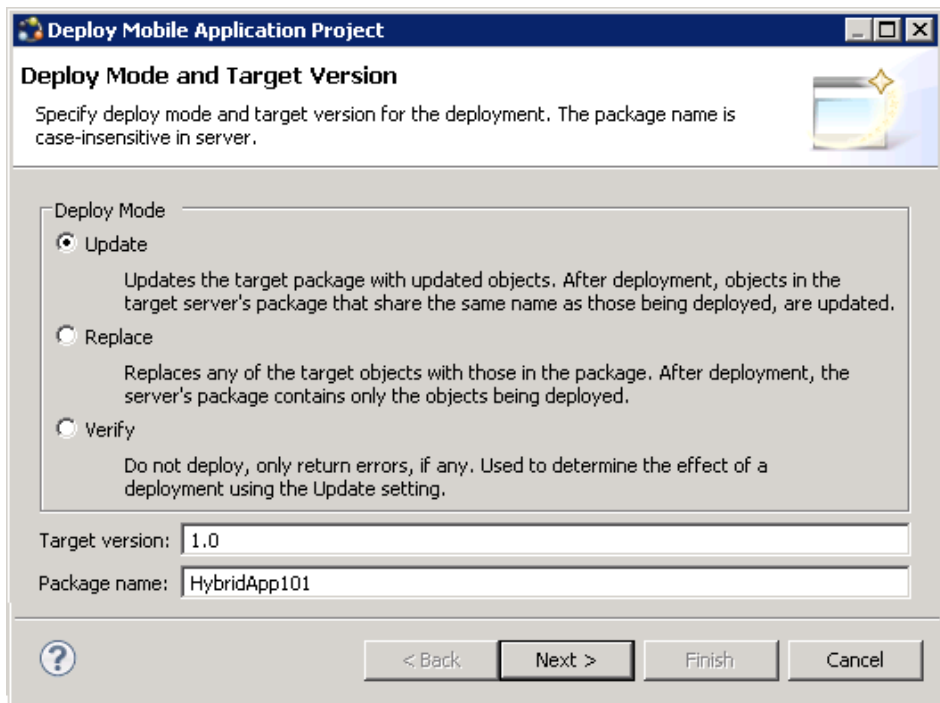 Deploy Mobile Application Project
Deploy Mode and Target Version
Specify deploy mode and target version for the deployment. The package name is
case-insensitive in server.
Deploy Mode
Update
Updates the target package with updated objects. After deployment, objects in the
target server's package that share the same name as those being deployed, are updated.
Replace
Replaces any of the target objects with those in the package. After deployment, the
server's package contains only the objects being deployed.
Verify
Do not deploy, only return errors, if any. Used to determine the effect of a
deployment using the Update setting.
Target version: 1.0
Package name: HybridApp101
? < Back Next > Finish Cancel